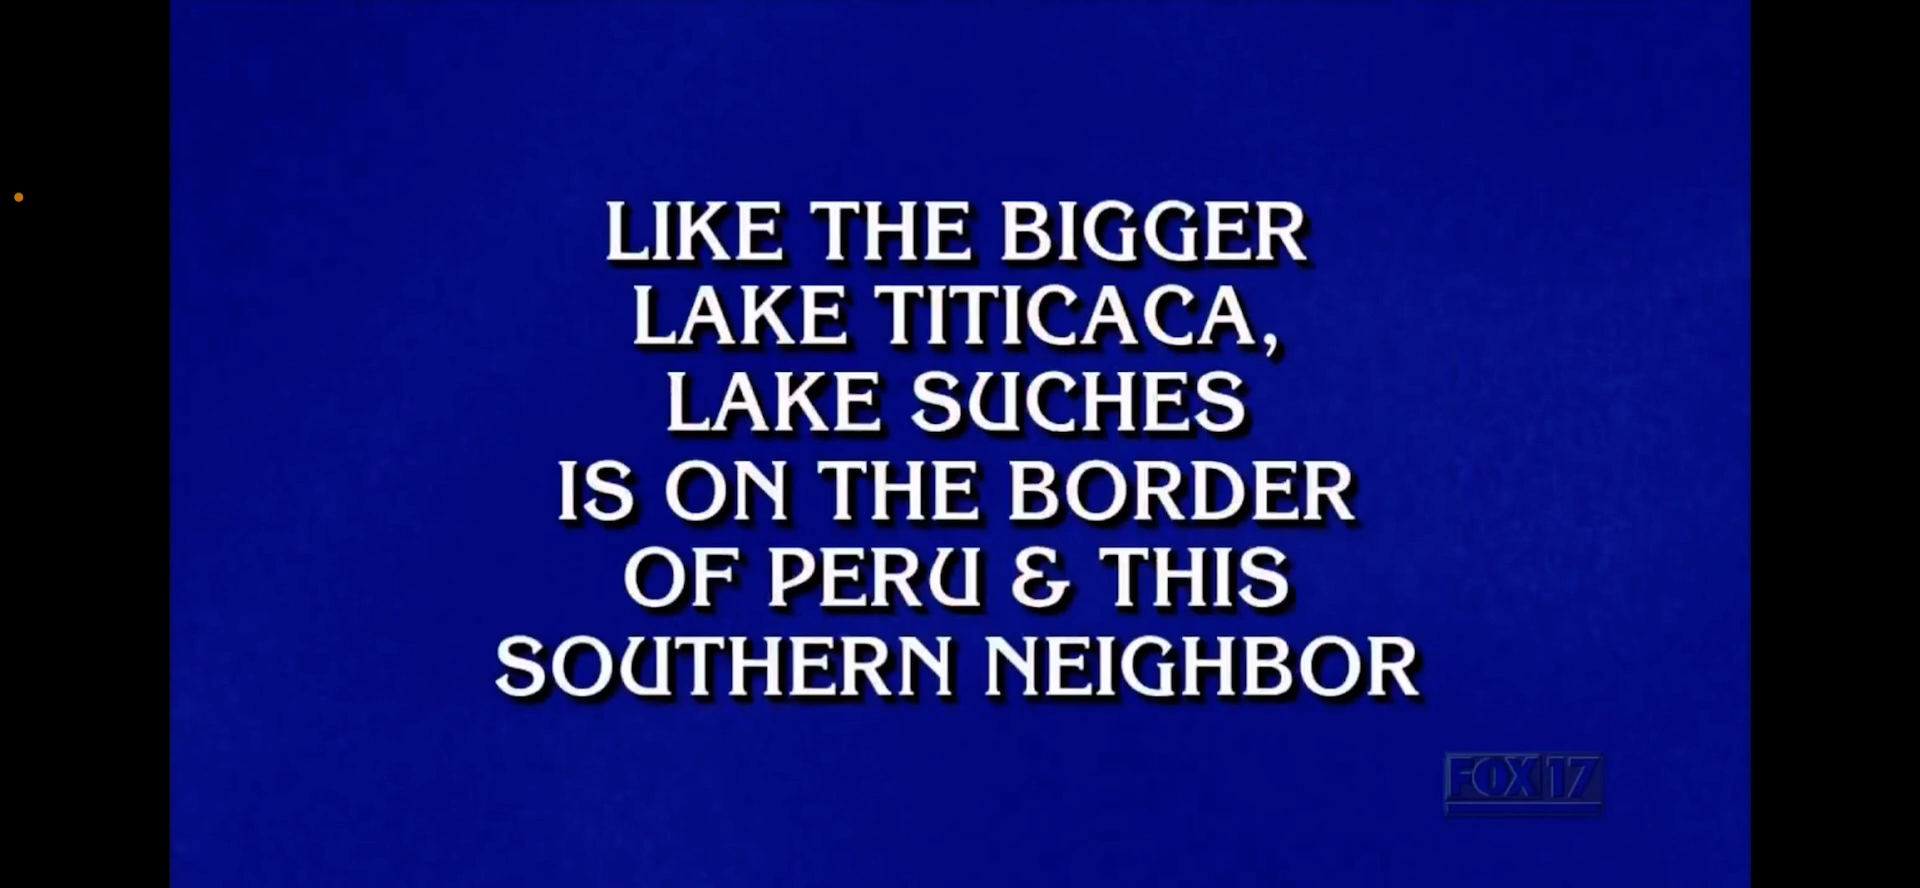 LIKE THE BIGGER
LAKE TITICACA,
LAKE SUCHES
IS ON THE BORDER
OF PERU & THIS
SOUTHERN NEIGHBOR
FOX 17